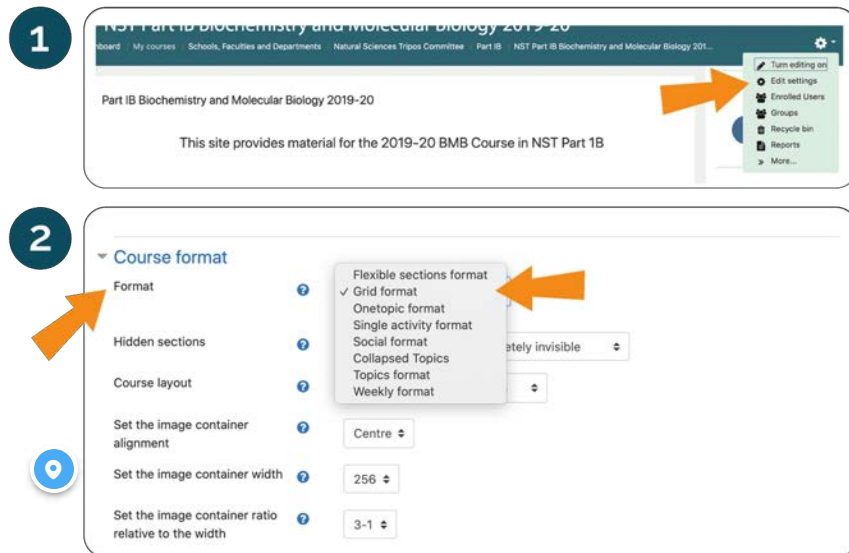 1
NST Part IB Biochemistry and Molecular Biology 2019-20
board / My courses / Schools, Faculties and Departments / Natural Sciences Tripos Committee / Part IB / NST Part IB Biochemistry and Molecular Biology 201...
Turn editing on
Edit settings
Enrolled Users
Groups
Recycle bin
Reports
More...
Part IB Biochemistry and Molecular Biology 2019-20
This site provides material for the 2019-20 BMB Course in NST Part 1B
2
Course format
Format
Flexible sections format
✓ Grid format
Onetopic format
Single activity format
Social format
Collapsed Topics
Topics format
Weekly format
Hidden sections
etely invisible
Course layout
Set the image container
alignment
Centre
Set the image container width
256
Set the image container ratio
relative to the width
3-1